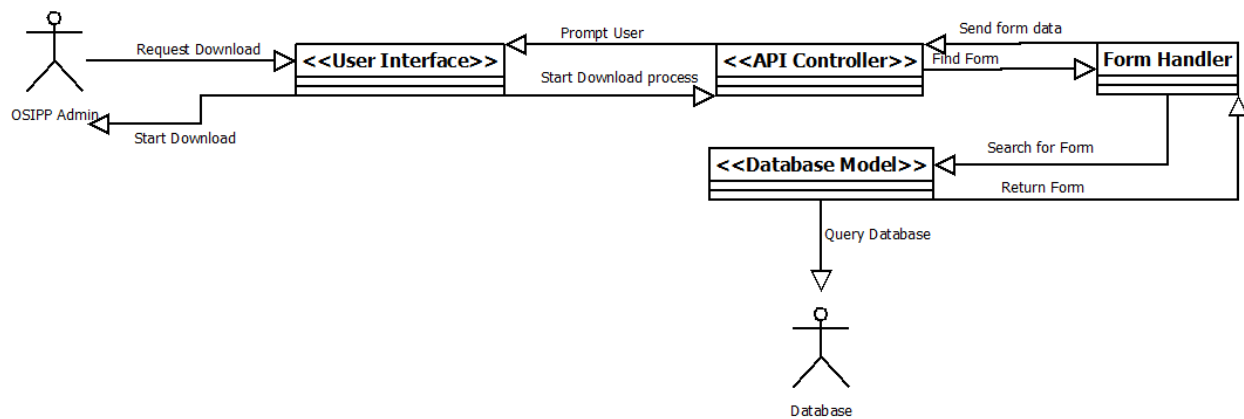 Send form data
Prompt User
Request Download
<<User Interface>>
<<API Controller>>
Form Handler
Find Form
Start Download process
OSIPP Admin
Start Download
Search for Form
<<Database Model>>
Return Form
Query Database
Database